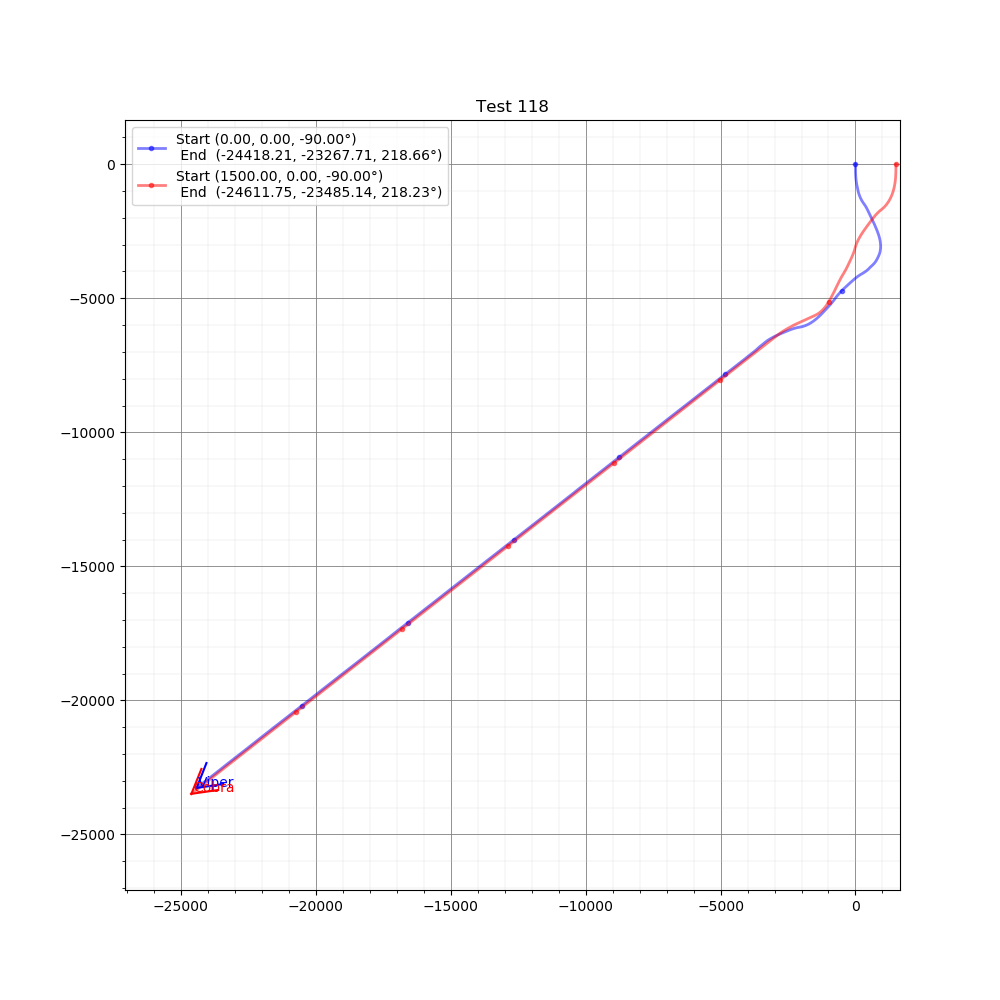 Test 118
Start (0.00, 0.00, -90.00°)
End (-24418.21, -23267.71, 218.66°)
Start (1500.00, 0.00, -90.00°)
End (-24611.75, -23485.14, 218.23°)
0
−5000
−10000
−15000
−20000
−25000
−25000 −20000 −15000 −10000 −5000 0